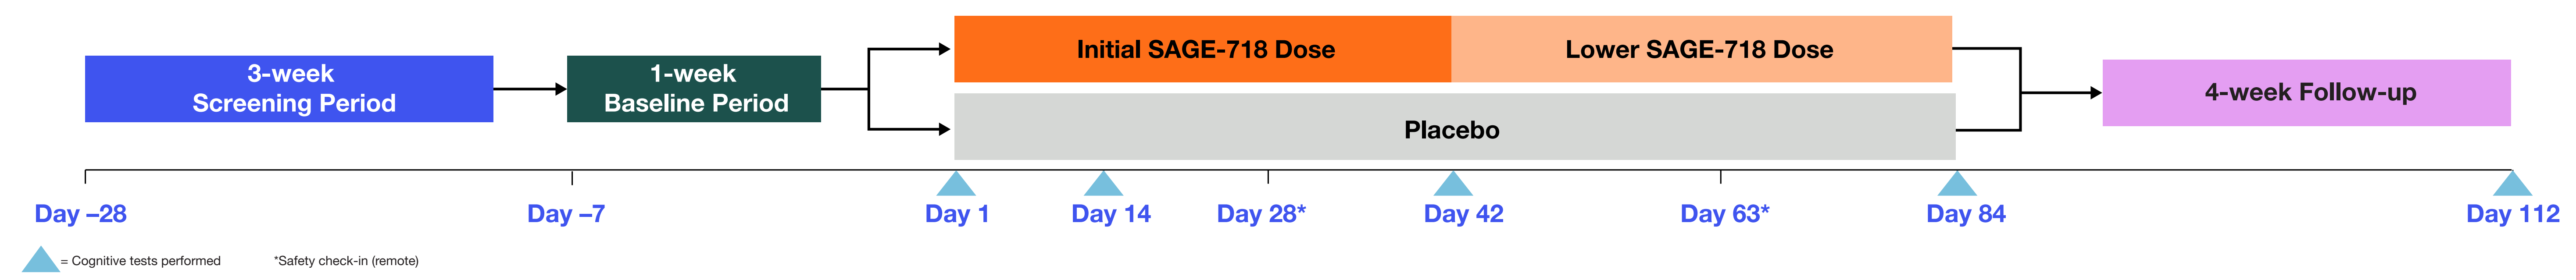 3-week
Screening Period
1-week
Baseline Period
Initial SAGE-718 Dose
Lower SAGE-718 Dose
Placebo
4-week Follow-up
Day –28
Day –7
Day 1
Day 14
Day 28*
Day 42
Day 63*
Day 84
Day 112
= Cognitive tests performed
*Safety check-in (remote)